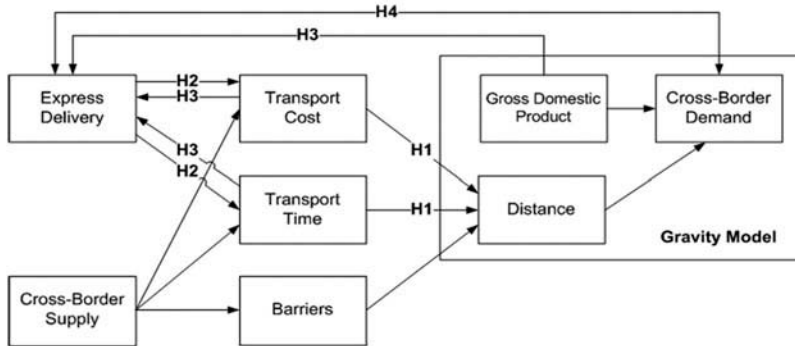 H4
H3
Express
Delivery
H2
H3
Transport
Cost
Gross Domestic
Product
Cross-Border
Demand
H3
H2
H1
Transport
Time
H1
Distance
Gravity Model
Cross-Border
Supply
Barriers